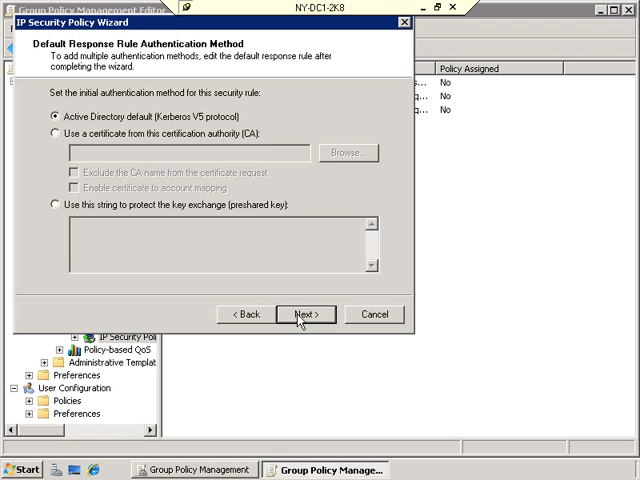 NY-DC1-2K8
Group Policy Management Editor
IP Security Policy Wizard
Default Response Rule Authentication Method
To add multiple authentication methods, edit the default response rule after
completing the wizard.
Policy Assigned
Set the initial authentication method for this security rule:
s... No
q... No
q... No
Active Directory default (Kerberos V5 protocol)
Use a certificate from this certification authority (CA):
Browse...
Exclude the CA name from the certificate request
Enable certificate to account mapping
Use this string to protect the key exchange (preshared key):
< Back
Next >
Cancel
IP Security Poli
Policy-based QoS
Administrative Templat
Preferences
User Configuration
Policies
Preferences
Start
Group Policy Management
Group Policy Manage...